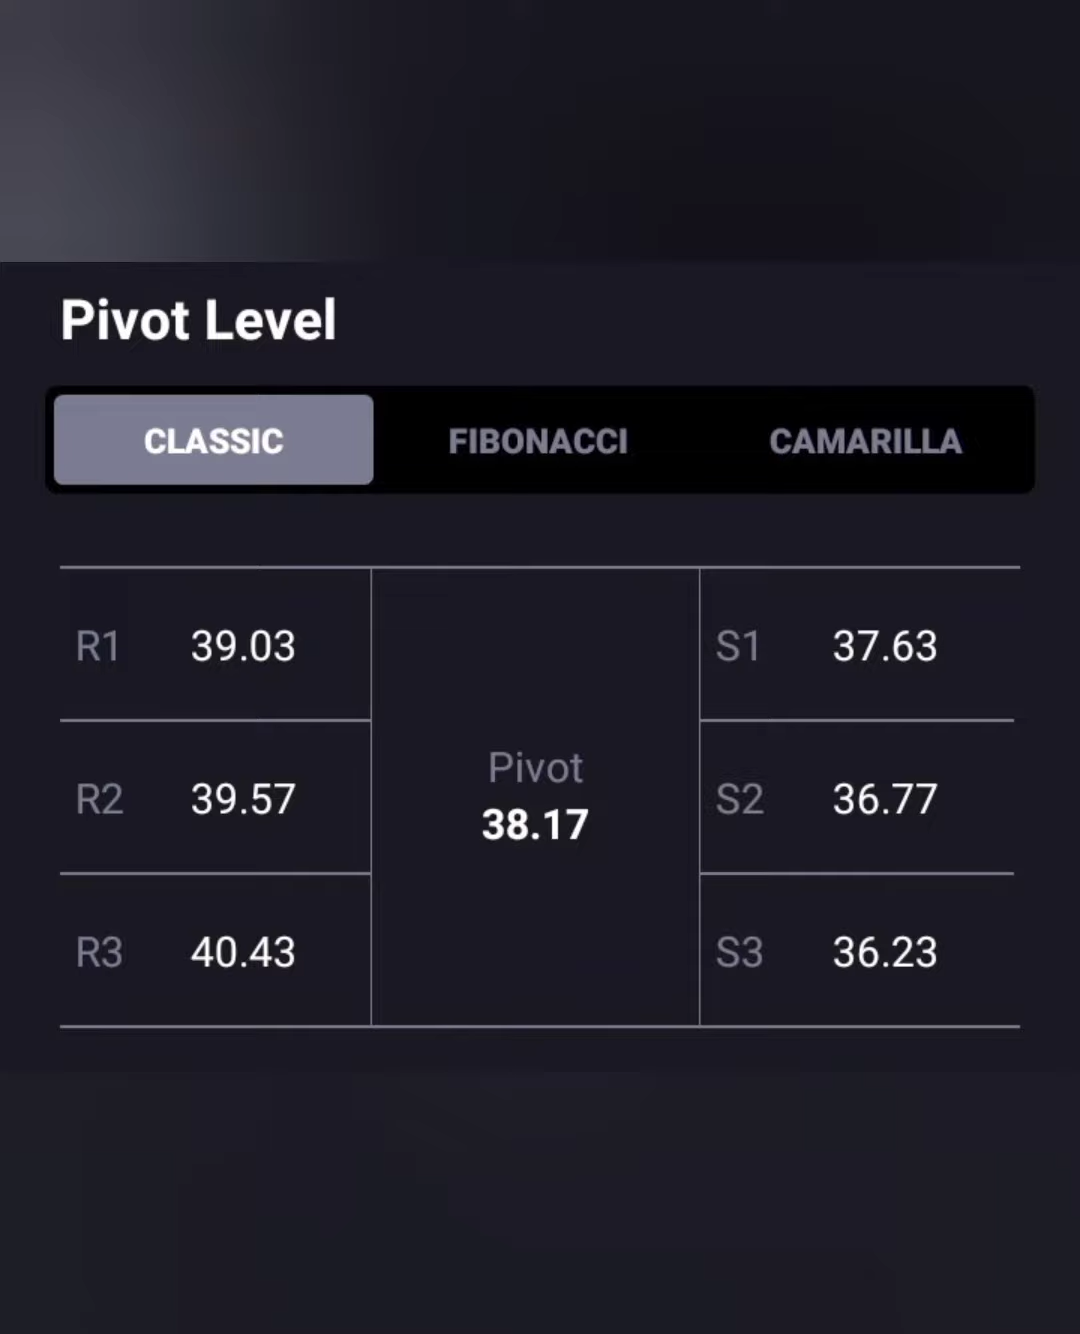 Pivot Level
CLASSIC FIBONACCI CAMARILLA
R1 39.03 S1 37.63
R2 39.57 Pivot 38.17 S2 36.77
R3 40.43 S3 36.23